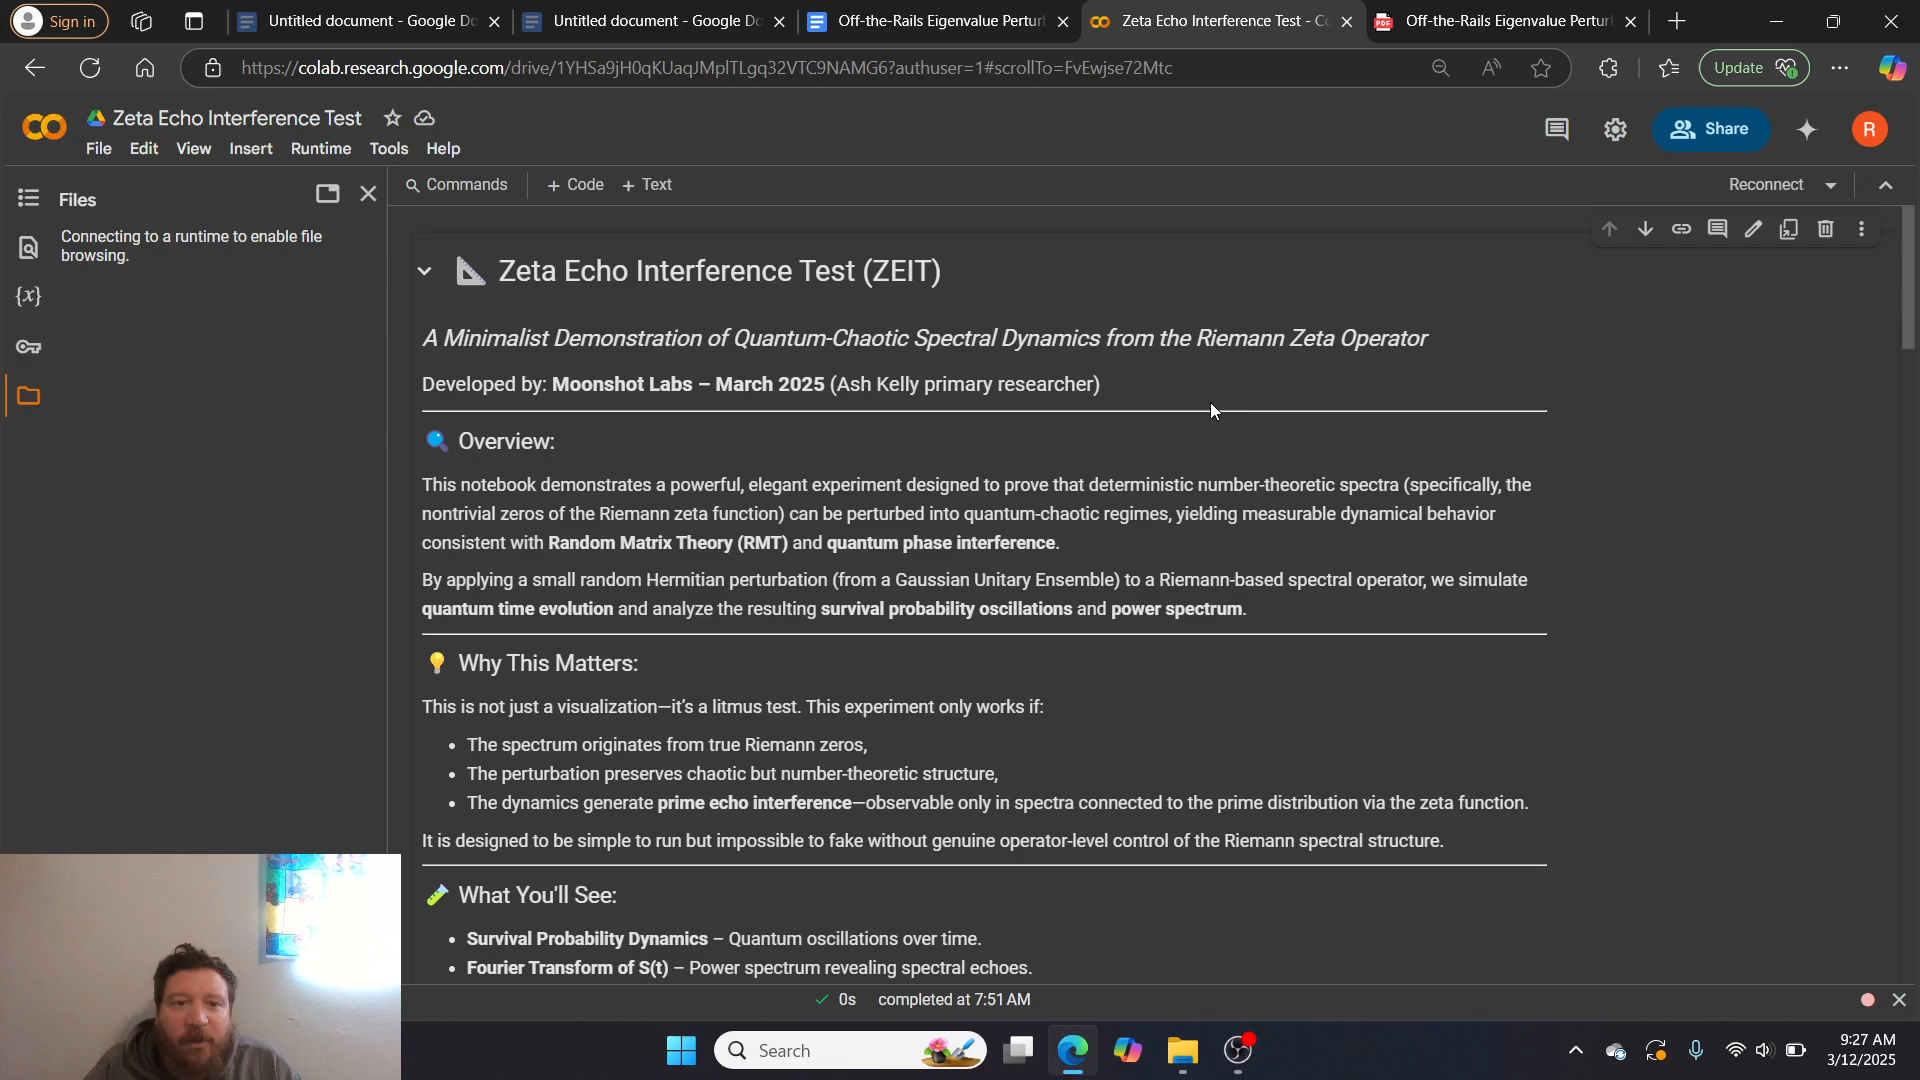 Sign in
Untitled document - Google Do
Untitled document - Google Do
Off-the-Rails Eigenvalue Pertur
Zeta Echo Interference Test - Co
Off-the-Rails Eigenvalue Pertur
https://colab.research.google.com/drive/1YHSa9jH0qKUaqJMpITLgq32VTC9NAMG6?authuser=1#scrollTo=FvEwjse72Mtc
Update
Zeta Echo Interference Test
File Edit View Insert Runtime Tools Help
Share
R
Files
Connecting to a runtime to enable file
browsing.
Commands + Code + Text
Reconnect
Zeta Echo Interference Test (ZEIT)
A Minimalist Demonstration of Quantum-Chaotic Spectral Dynamics from the Riemann Zeta Operator
Developed by: Moonshot Labs – March 2025 (Ash Kelly primary researcher)
Overview:
This notebook demonstrates a powerful, elegant experiment designed to prove that deterministic number-theoretic spectra (specifically, the
nontrivial zeros of the Riemann zeta function) can be perturbed into quantum-chaotic regimes, yielding measurable dynamical behavior
consistent with Random Matrix Theory (RMT) and quantum phase interference.
By applying a small random Hermitian perturbation (from a Gaussian Unitary Ensemble) to a Riemann-based spectral operator, we simulate
quantum time evolution and analyze the resulting survival probability oscillations and power spectrum.
Why This Matters:
This is not just a visualization—it's a litmus test. This experiment only works if:
• The spectrum originates from true Riemann zeros,
• The perturbation preserves chaotic but number-theoretic structure,
• The dynamics generate prime echo interference—observable only in spectra connected to the prime distribution via the zeta function.
It is designed to be simple to run but impossible to fake without genuine operator-level control of the Riemann spectral structure.
What You'll See:
• Survival Probability Dynamics – Quantum oscillations over time.
• Fourier Transform of S(t) – Power spectrum revealing spectral echoes.
0s completed at 7:51 AM
Search
9:27 AM
3/12/2025